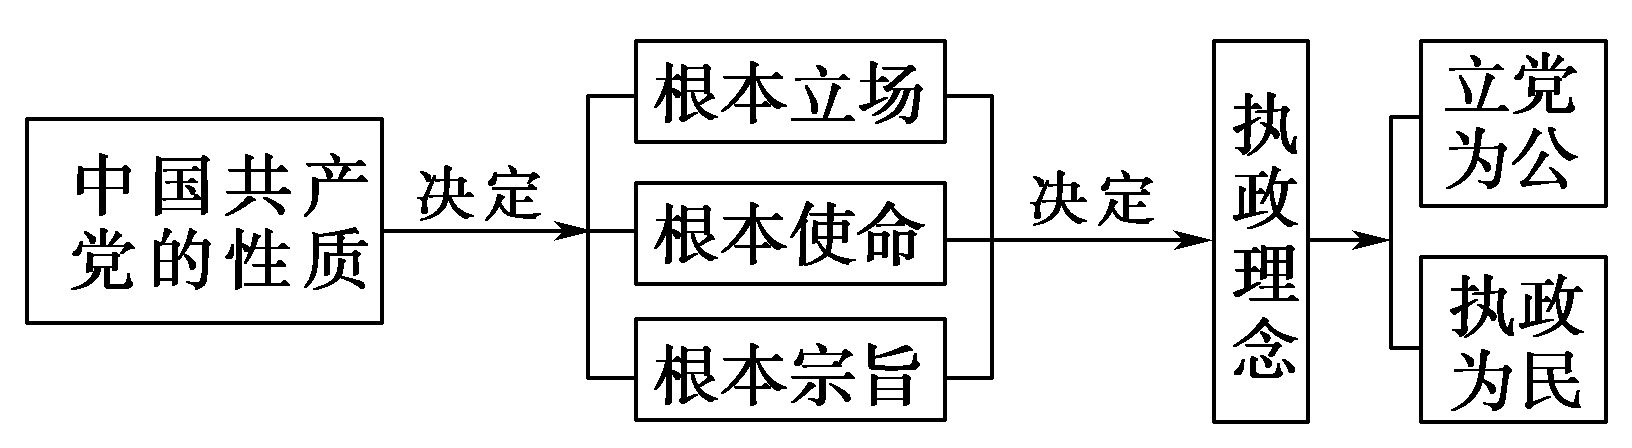 中国共产
党的性质
决定
根本立场
根本使命
根本宗旨
决定
执政理念
立党
为公
执政
为民